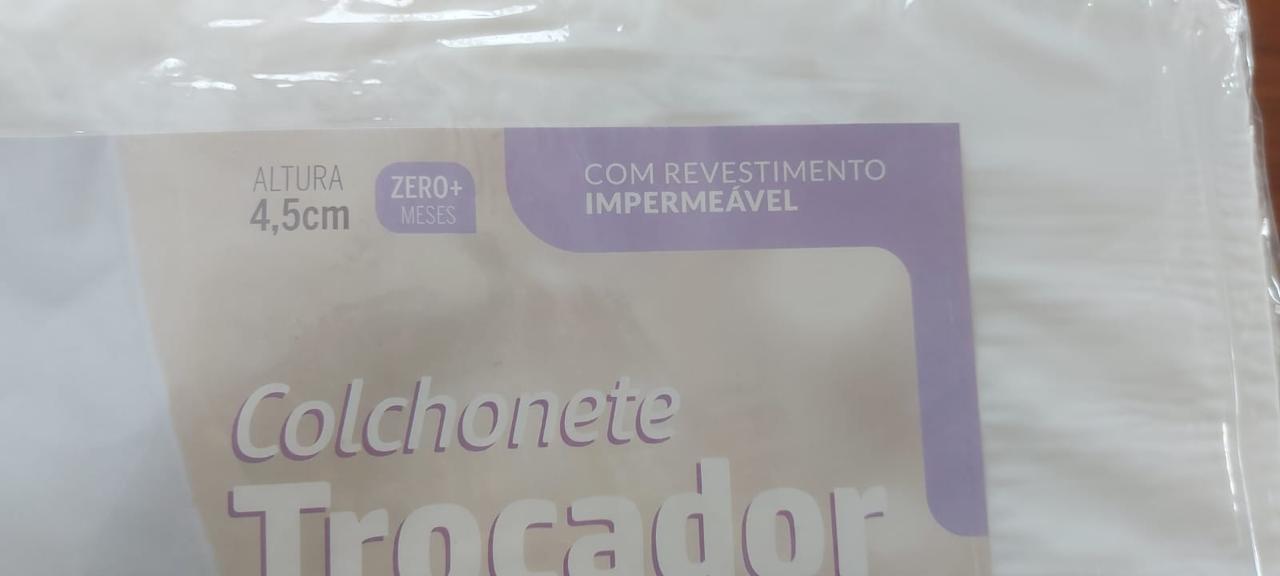 ALTURA
4,5cm
ZERO+
MESES
COM REVESTIMENTO
IMPERMEÁVEL
Colchonete
Trocador